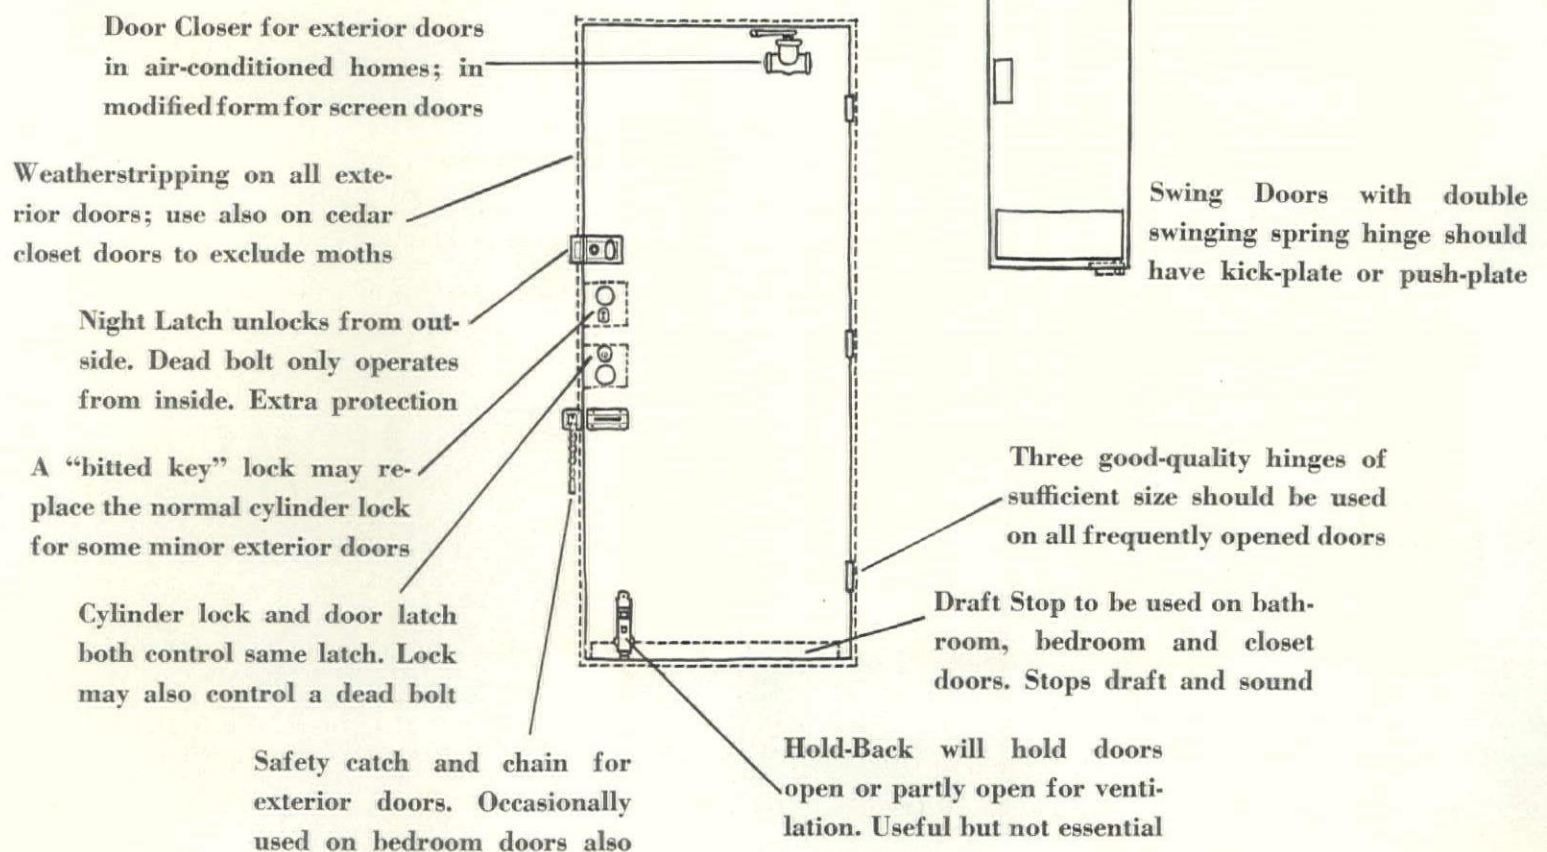 Door Closer for exterior doors
in air-conditioned homes; in
modified form for screen doors
Weatherstripping on all exte-
rior doors; use also on cedar
closet doors to exclude moths
Night Latch unlocks from out-
side. Dead bolt only operates
from inside. Extra protection
A “bitted key” lock may re-
place the normal cylinder lock
for some minor exterior doors
Cylinder lock and door latch
both control same latch. Lock
may also control a dead bolt
Safety catch and chain for
exterior doors. Occasionally
used on bedroom doors also
Swing Doors with double
swinging spring hinge should
have kick-plate or push-plate
Three good-quality hinges of
sufficient size should be used
on all frequently opened doors
Draft Stop to be used on bath-
room, bedroom and closet
doors. Stops draft and sound
Hold-Back will hold doors
open or partly open for venti-
lation. Useful but not essential